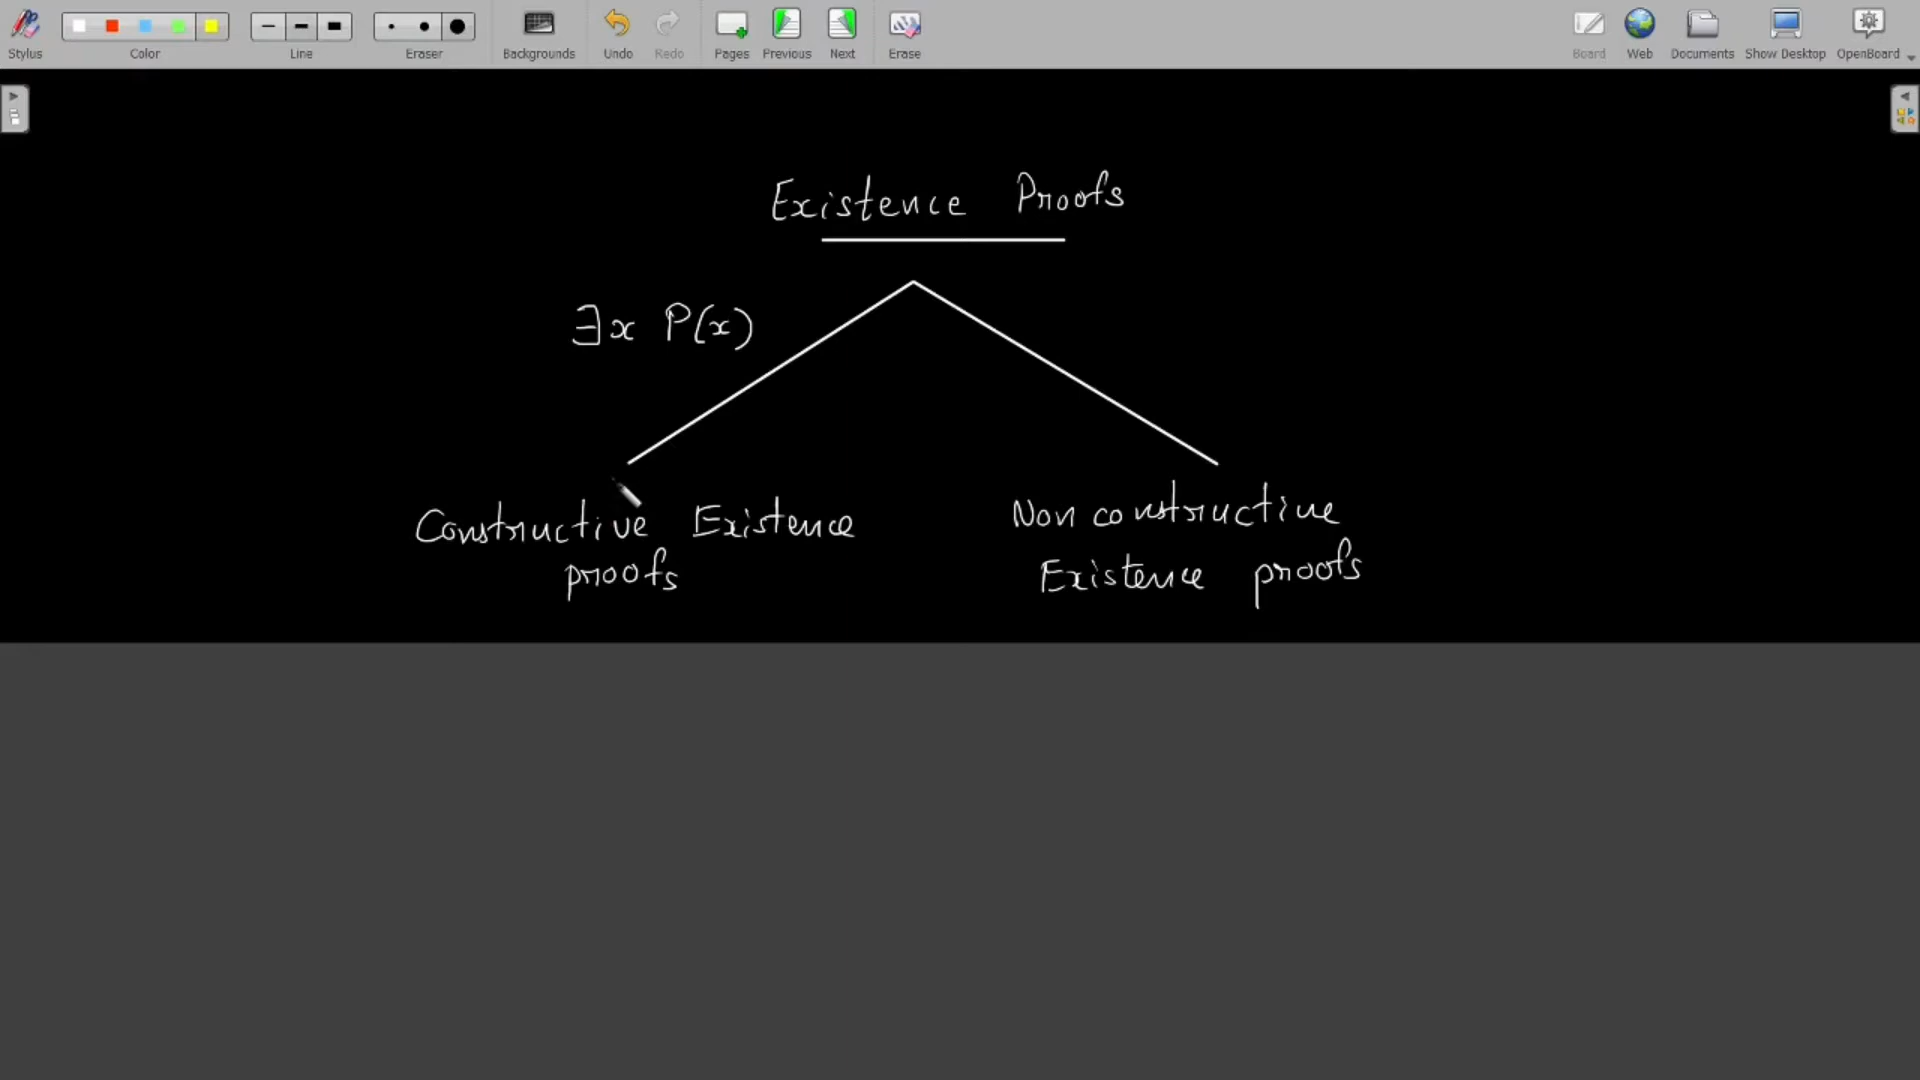 Stylus Color Line Eraser Backgrounds Undo Redo Pages Previous Next Erase Board Web Documents Show Desktop OpenBoard
Existence Proofs
∃x P(x)
Constructive Existence
proofs
Non constructive
Existence proofs